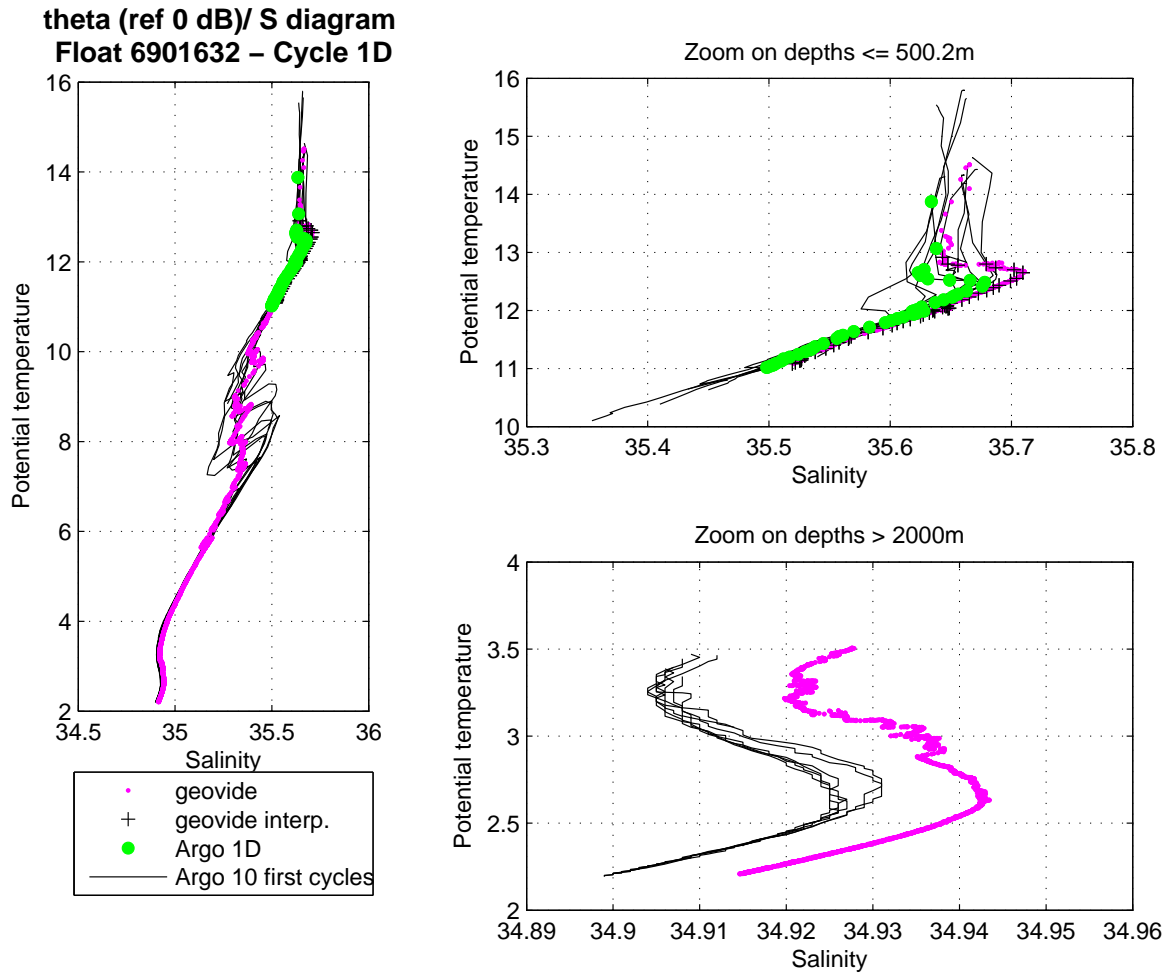 theta (ref 0 dB)/ S diagram
Float 6901632 – Cycle 1D
16
14
12
10
8
6
4
2
34.5 35 35.5 36
Salinity
Potential temperature
geovide
geovide interp.
Argo 1D
Argo 10 first cycles
Zoom on depths <= 500.2m
16
15
14
13
12
11
10
35.3 35.4 35.5 35.6 35.7 35.8
Salinity
Potential temperature
Zoom on depths > 2000m
4
3.5
3
2.5
2
34.89 34.9 34.91 34.92 34.93 34.94 34.95 34.96
Salinity
Potential temperature